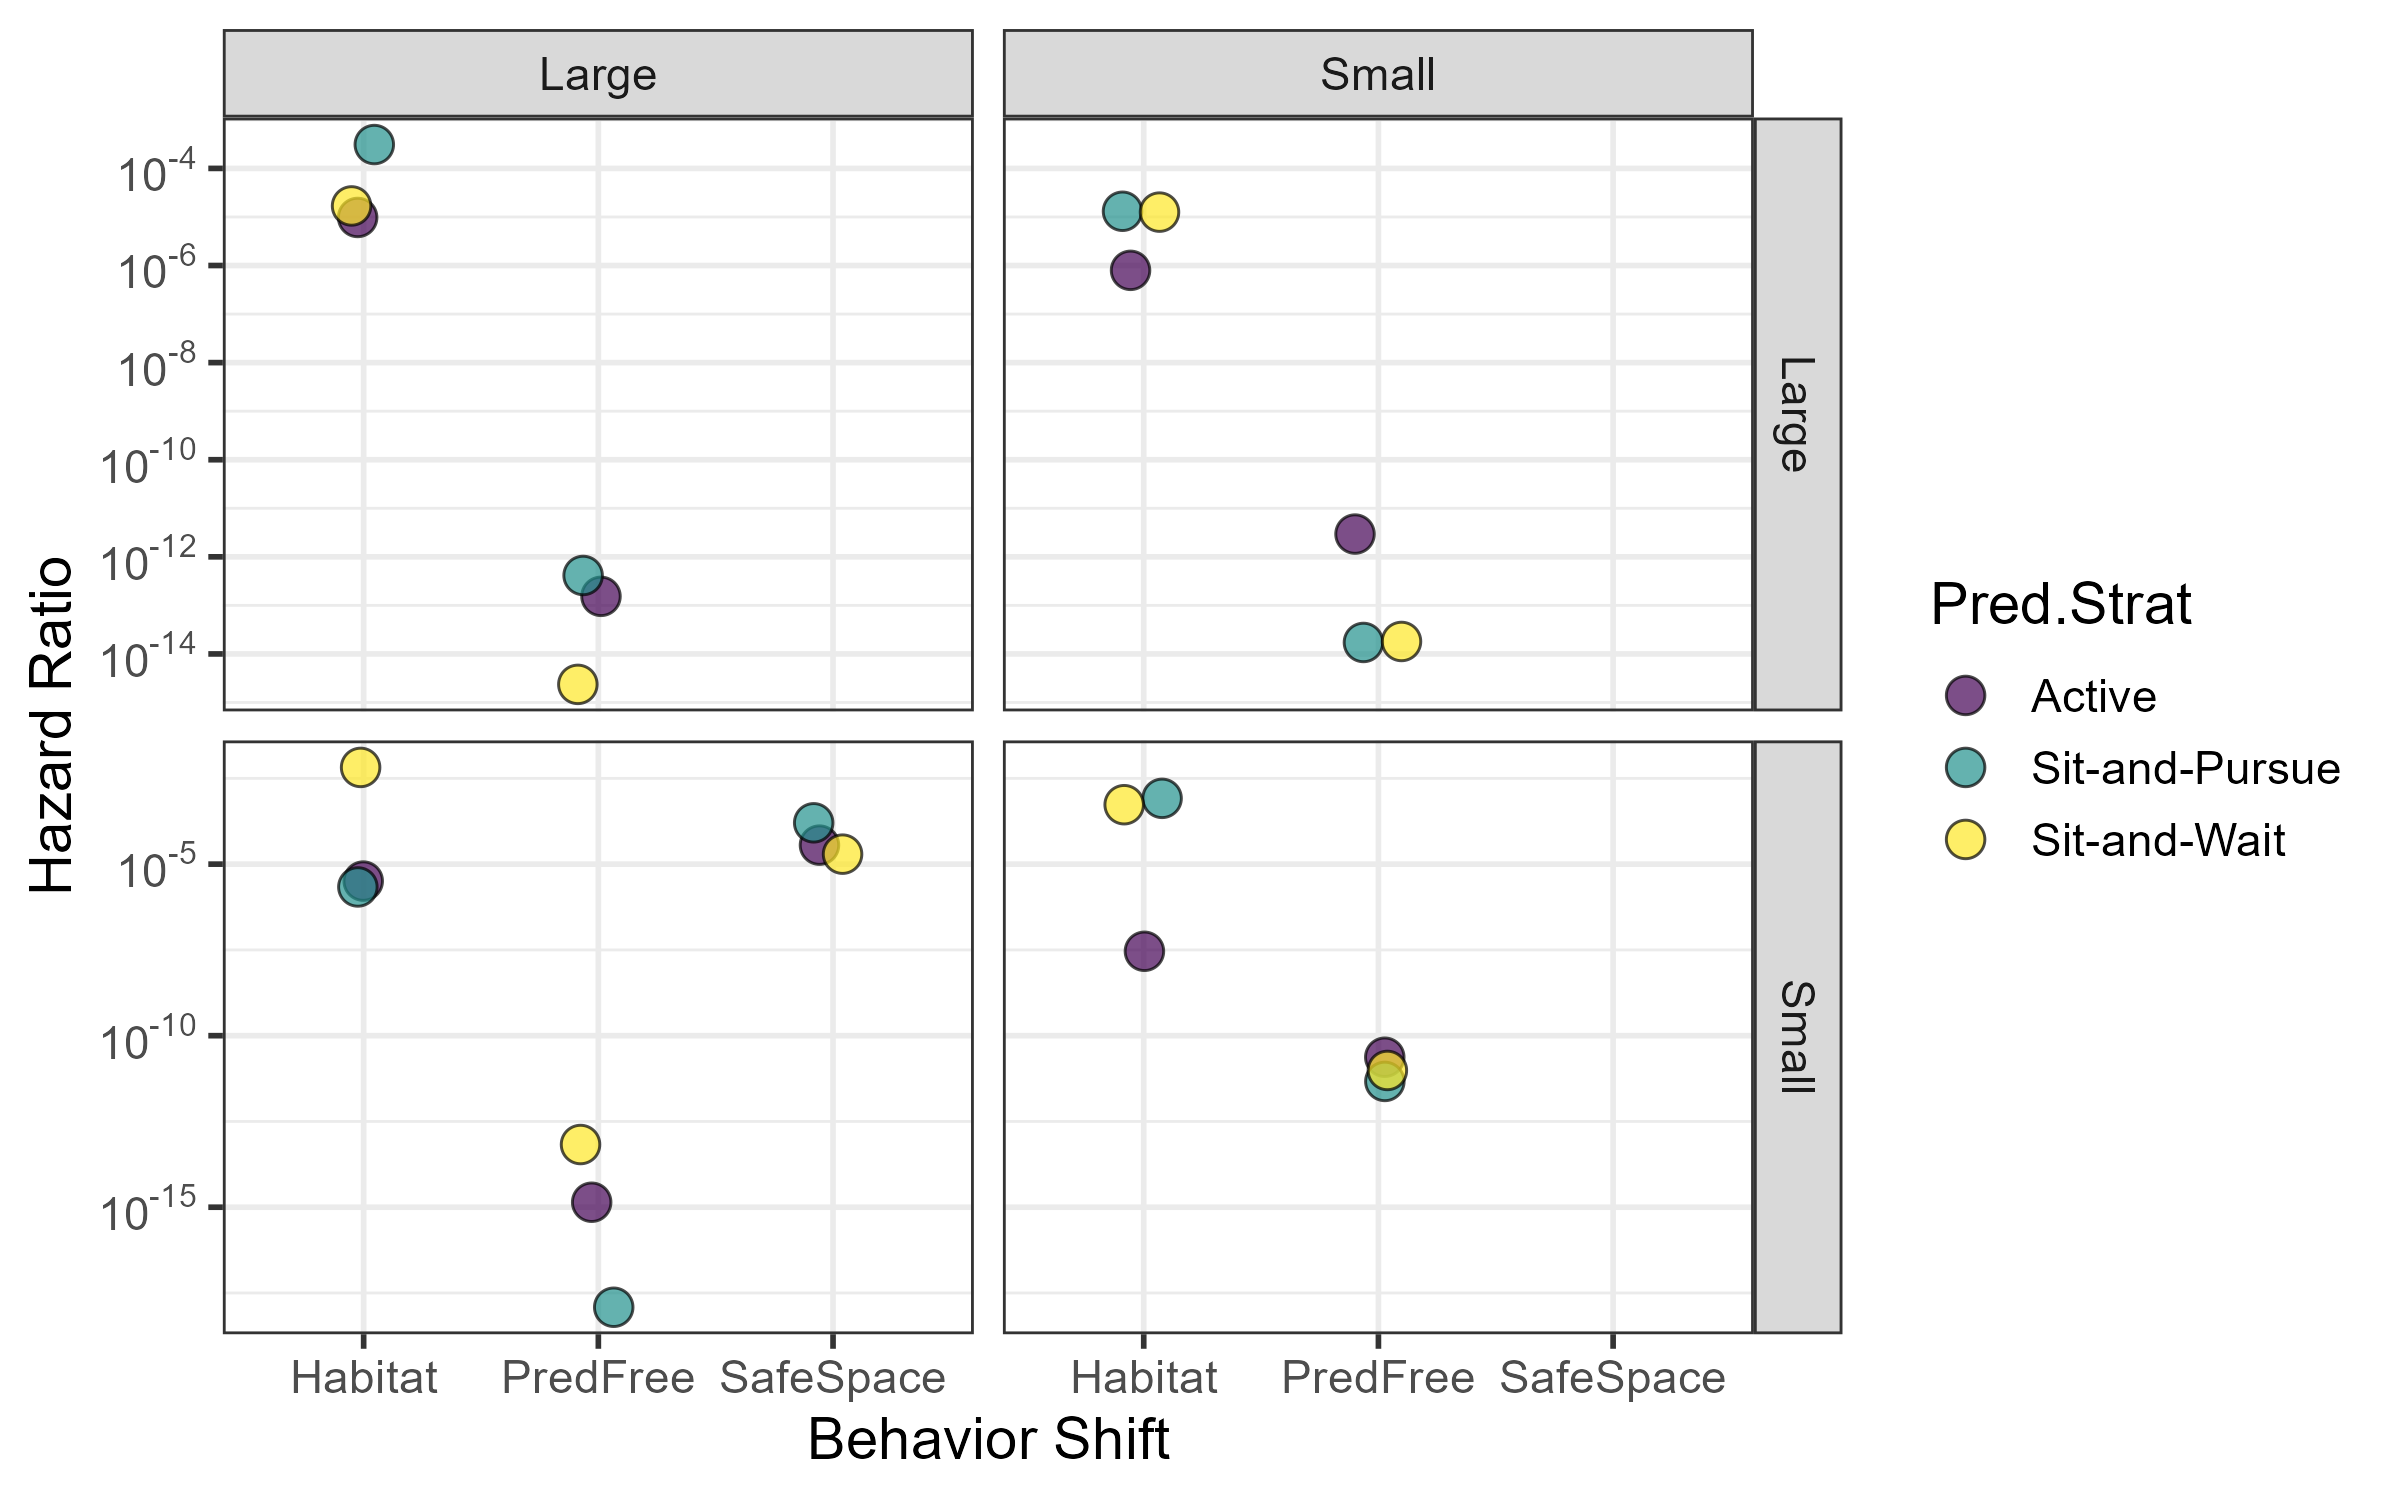 Large
Small
10^-4
10^-6
10^-8
10^-10
10^-12
10^-14
Large
10^-5
10^-10
10^-15
Small
Hazard Ratio
Habitat PredFree SafeSpace
Habitat PredFree SafeSpace
Behavior Shift
Pred.Strat
Active
Sit-and-Pursue
Sit-and-Wait